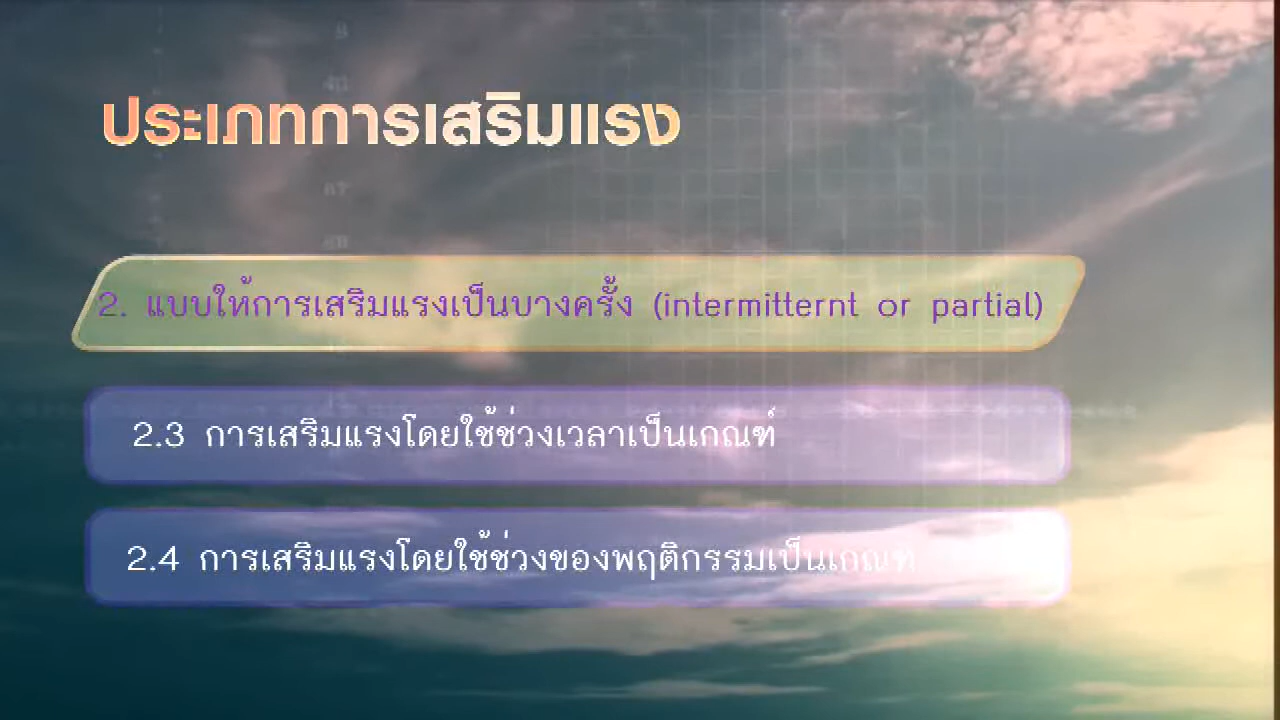 ประเภทการเสริมแรง
2. แบบให้การเสริมแรงเป็นบางครั้ง (intermitternt or partial)
2.3 การเสริมแรงโดยใช้ช่วงเวลาเป็นเกณฑ์
2.4 การเสริมแรงโดยใช้ช่วงของพฤติกรรมเป็นเกณฑ์